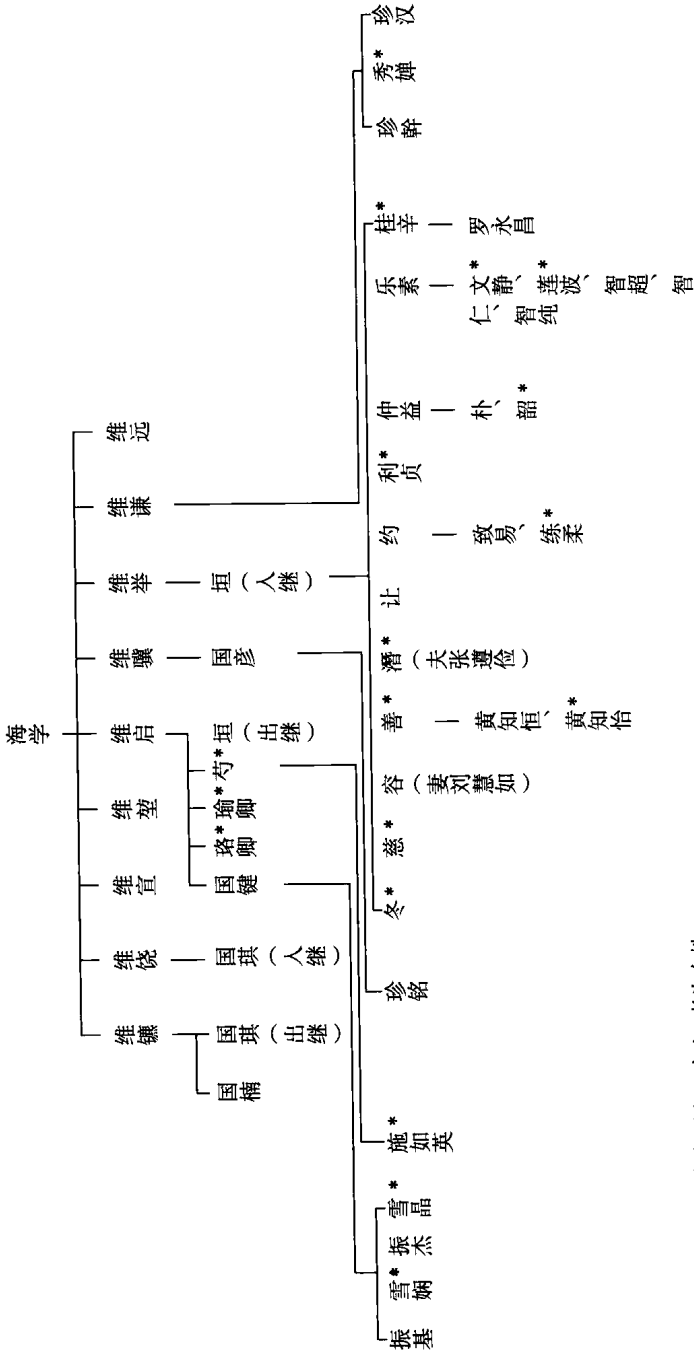 海学
维镳
维饶
维宣
维堃
维启
维骥
维举
维谦
维远
国楠
国琪（出继）
国琪（入继）
国键
珞卿*
瑜卿*
芍*
垣（出继）
国彦
垣（入继）
振基
雪娴*
振杰
雪晶*
施如英*
珍铭
冬*
慈*
容（妻刘慧如）
善*
潜*（夫张遵俭）
让
约
利贞*
仲益
乐素
桂辛*
珍幹
秀婵*
珍汉
黄知恒、黄知怡*
致易、练柔*
朴、韶*
文静*、莲波*、智超、智
仁、智纯
罗永昌